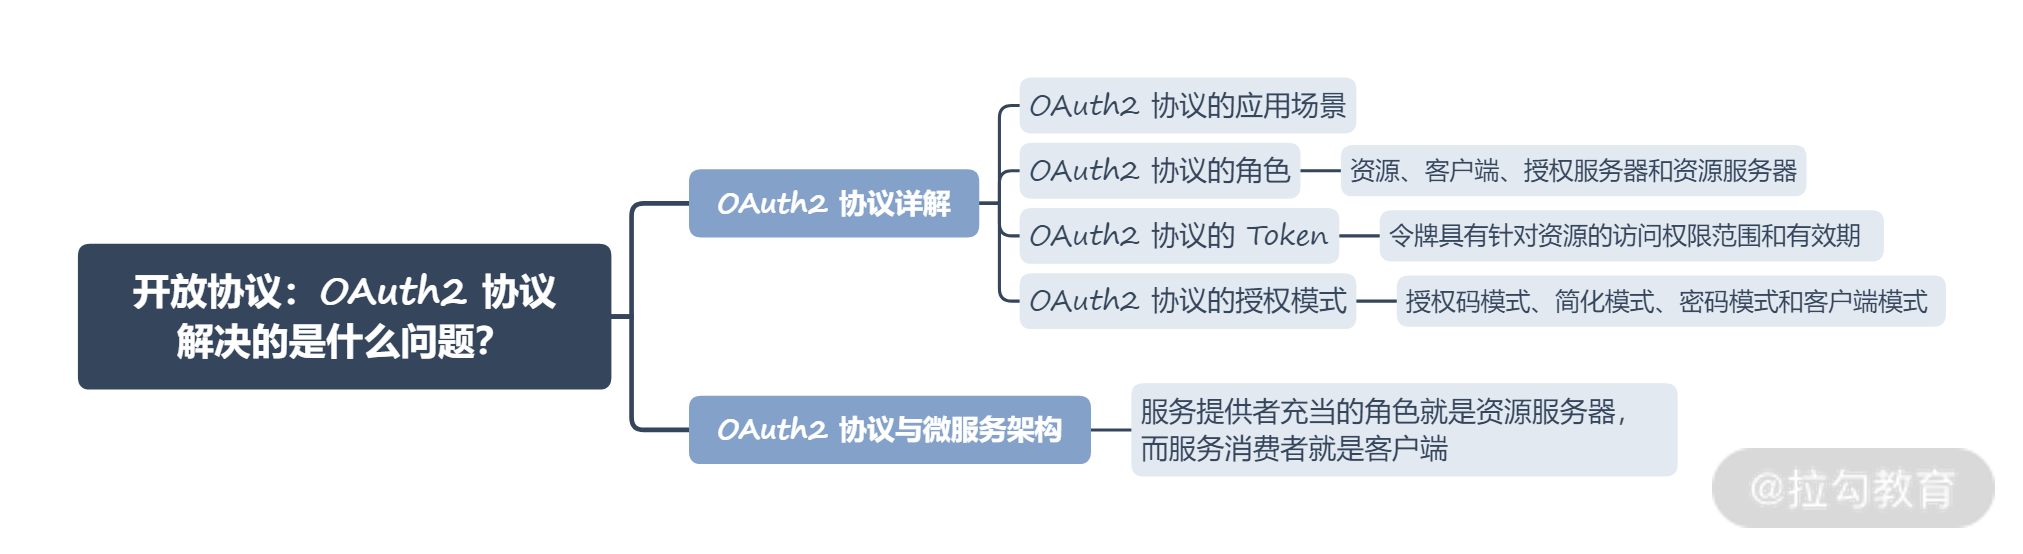 开放协议：OAuth2 协议
解决的是什么问题？
OAuth2 协议详解
OAuth2 协议的应用场景
OAuth2 协议的角色
资源、客户端、授权服务器和资源服务器
OAuth2 协议的 Token
令牌具有针对资源的访问权限范围和有效期
OAuth2 协议的授权模式
授权码模式、简化模式、密码模式和客户端模式
OAuth2 协议与微服务架构
服务提供者充当的角色就是资源服务器，
而服务消费者就是客户端
@拉勾教育